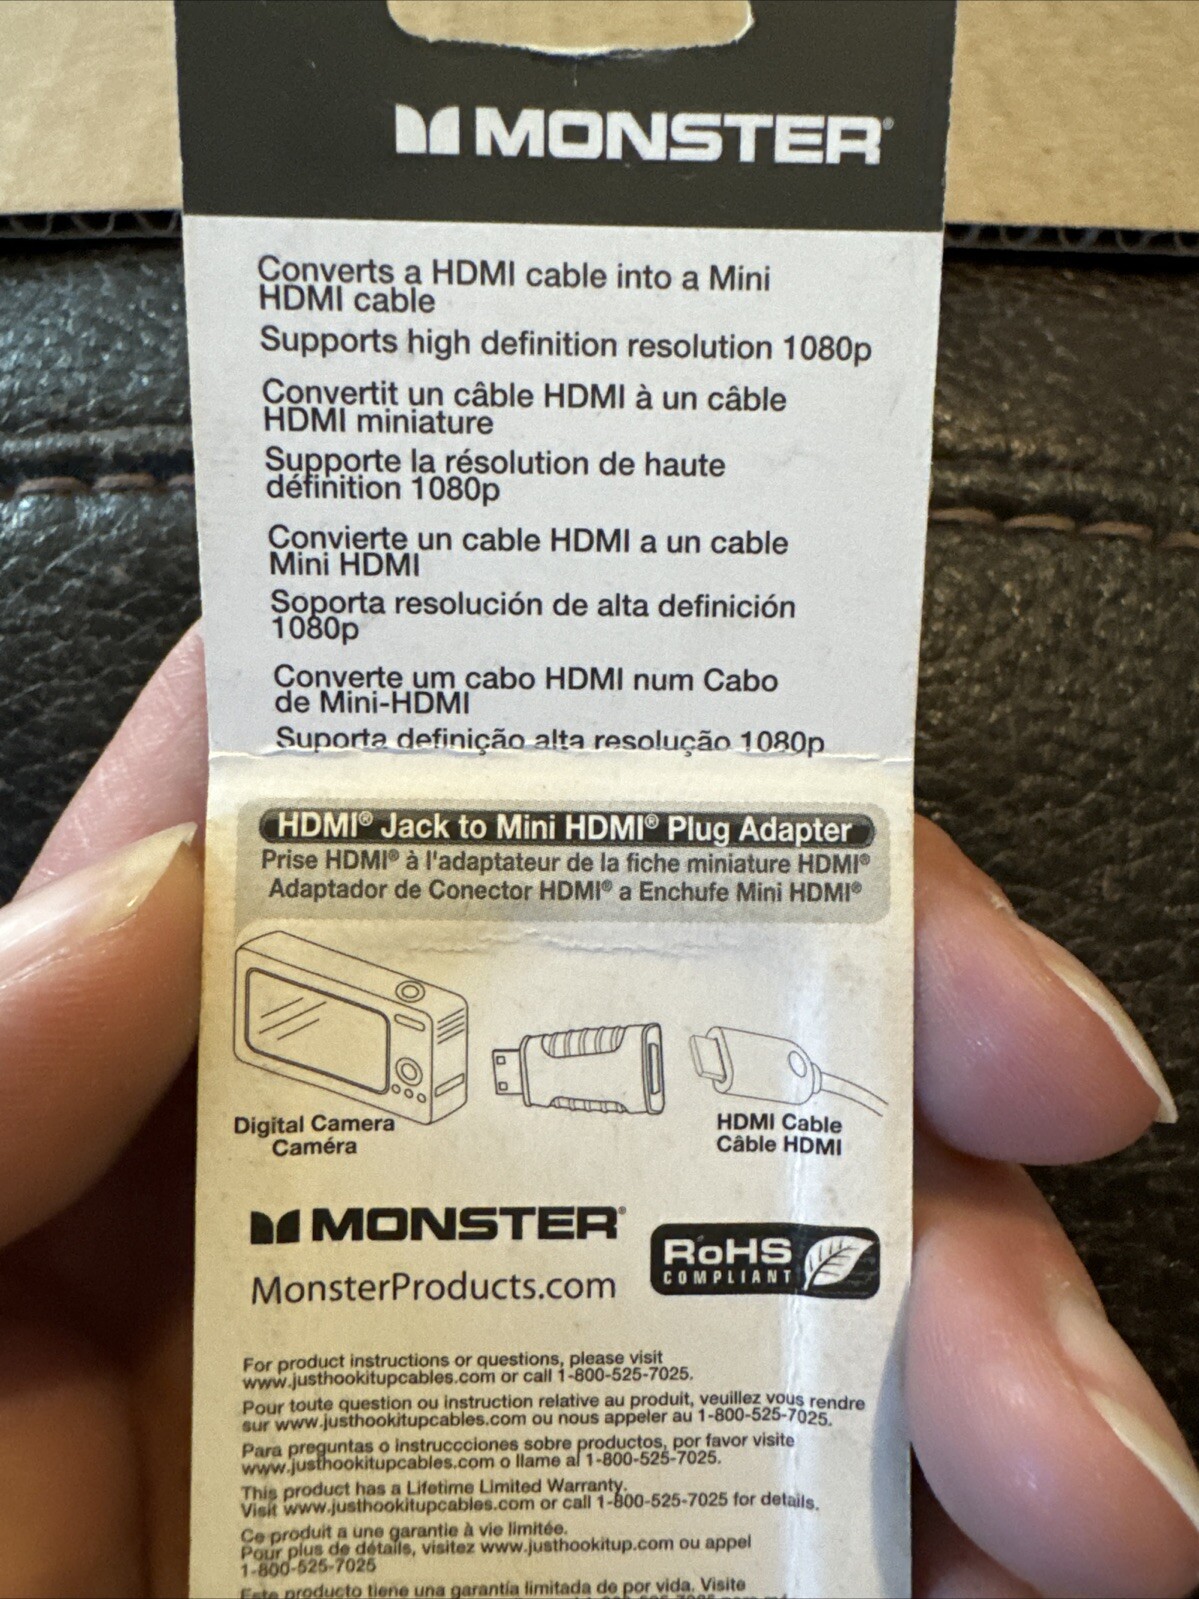 MONSTER®
Converts a HDMI cable into a Mini
HDMI cable
Supports high definition resolution 1080p
Convertit un câble HDMI à un câble
HDMI miniature
Supporte la résolution de haute
définition 1080p
Convierte un cable HDMI a un cable
Mini HDMI
Soporta resolución de alta definición
1080p
Converte um cabo HDMI num Cabo
de Mini-HDMI
Suporta definição alta resolução 1080p
HDMI® Jack to Mini HDMI® Plug Adapter
Prise HDMI® à l'adaptateur de la fiche miniature HDMI®
Adaptador de Conector HDMI® a Enchufe Mini HDMI®
Digital Camera
Caméra
HDMI Cable
Câble HDMI
MONSTER®
MonsterProducts.com
RoHS
COMPLIANT
For product instructions or questions, please visit
www.justhookitupcables.com or call 1-800-525-7025.
Pour toute question ou instruction relative au produit, veuillez vous rendre
sur www.justhookitupcables.com ou nous appeler au 1-800-525-7025.
Para preguntas o instruccciones sobre productos, por favor visite
www.justhookitupcables.com o llame al 1-800-525-7025.
This product has a Lifetime Limited Warranty.
Visit www.justhookitupcables.com or call 1-800-525-7025 for details.
Ce produit a une garantie à vie limitée.
Pour plus de détails, visitez www.justhookitup.com ou appel
1-800-525-7025
Este producto tiene una garantía limitada de por vida. Visite